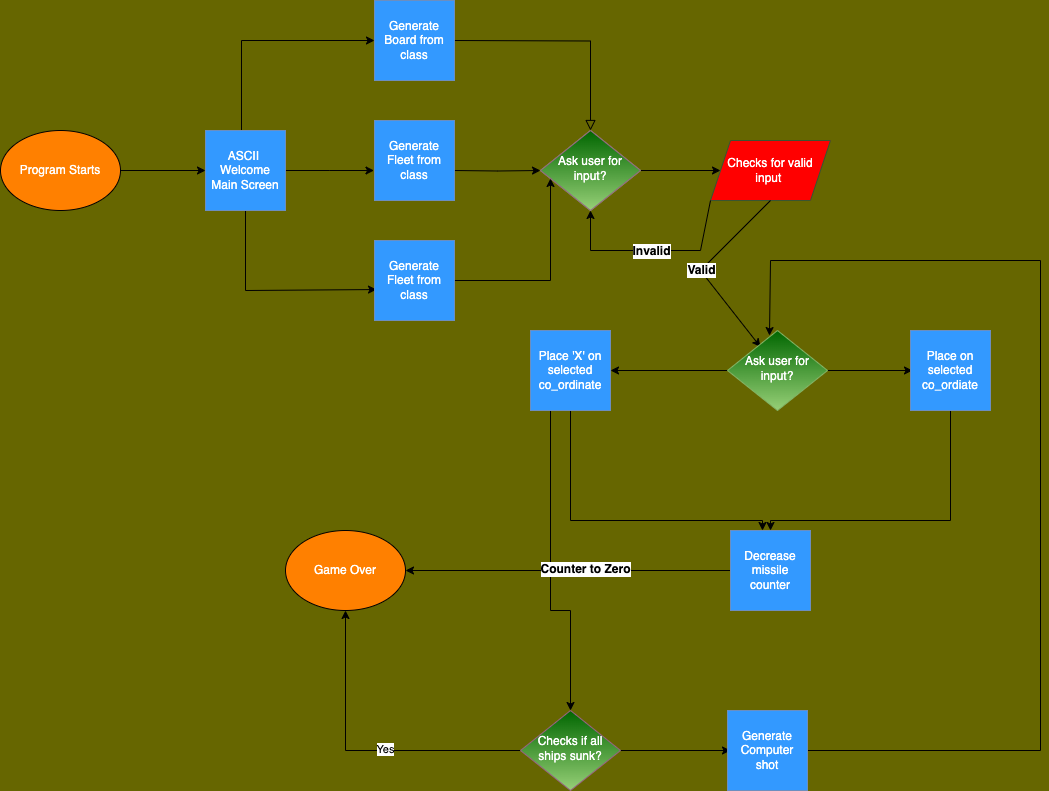 Generate
Board from
class
Program Starts
ASCII
Welcome
Main Screen
Generate
Fleet from
class
Ask user for
input?
Checks for valid
input
Generate
Fleet from
class
Invalid
Valid
Place 'X' on
selected
co_ordinate
Ask user for
input?
Place on
selected
co_ordiate
Game Over
Counter to Zero
Decrease
missile
counter
Yes
Checks if all
ships sunk?
Generate
Computer
shot